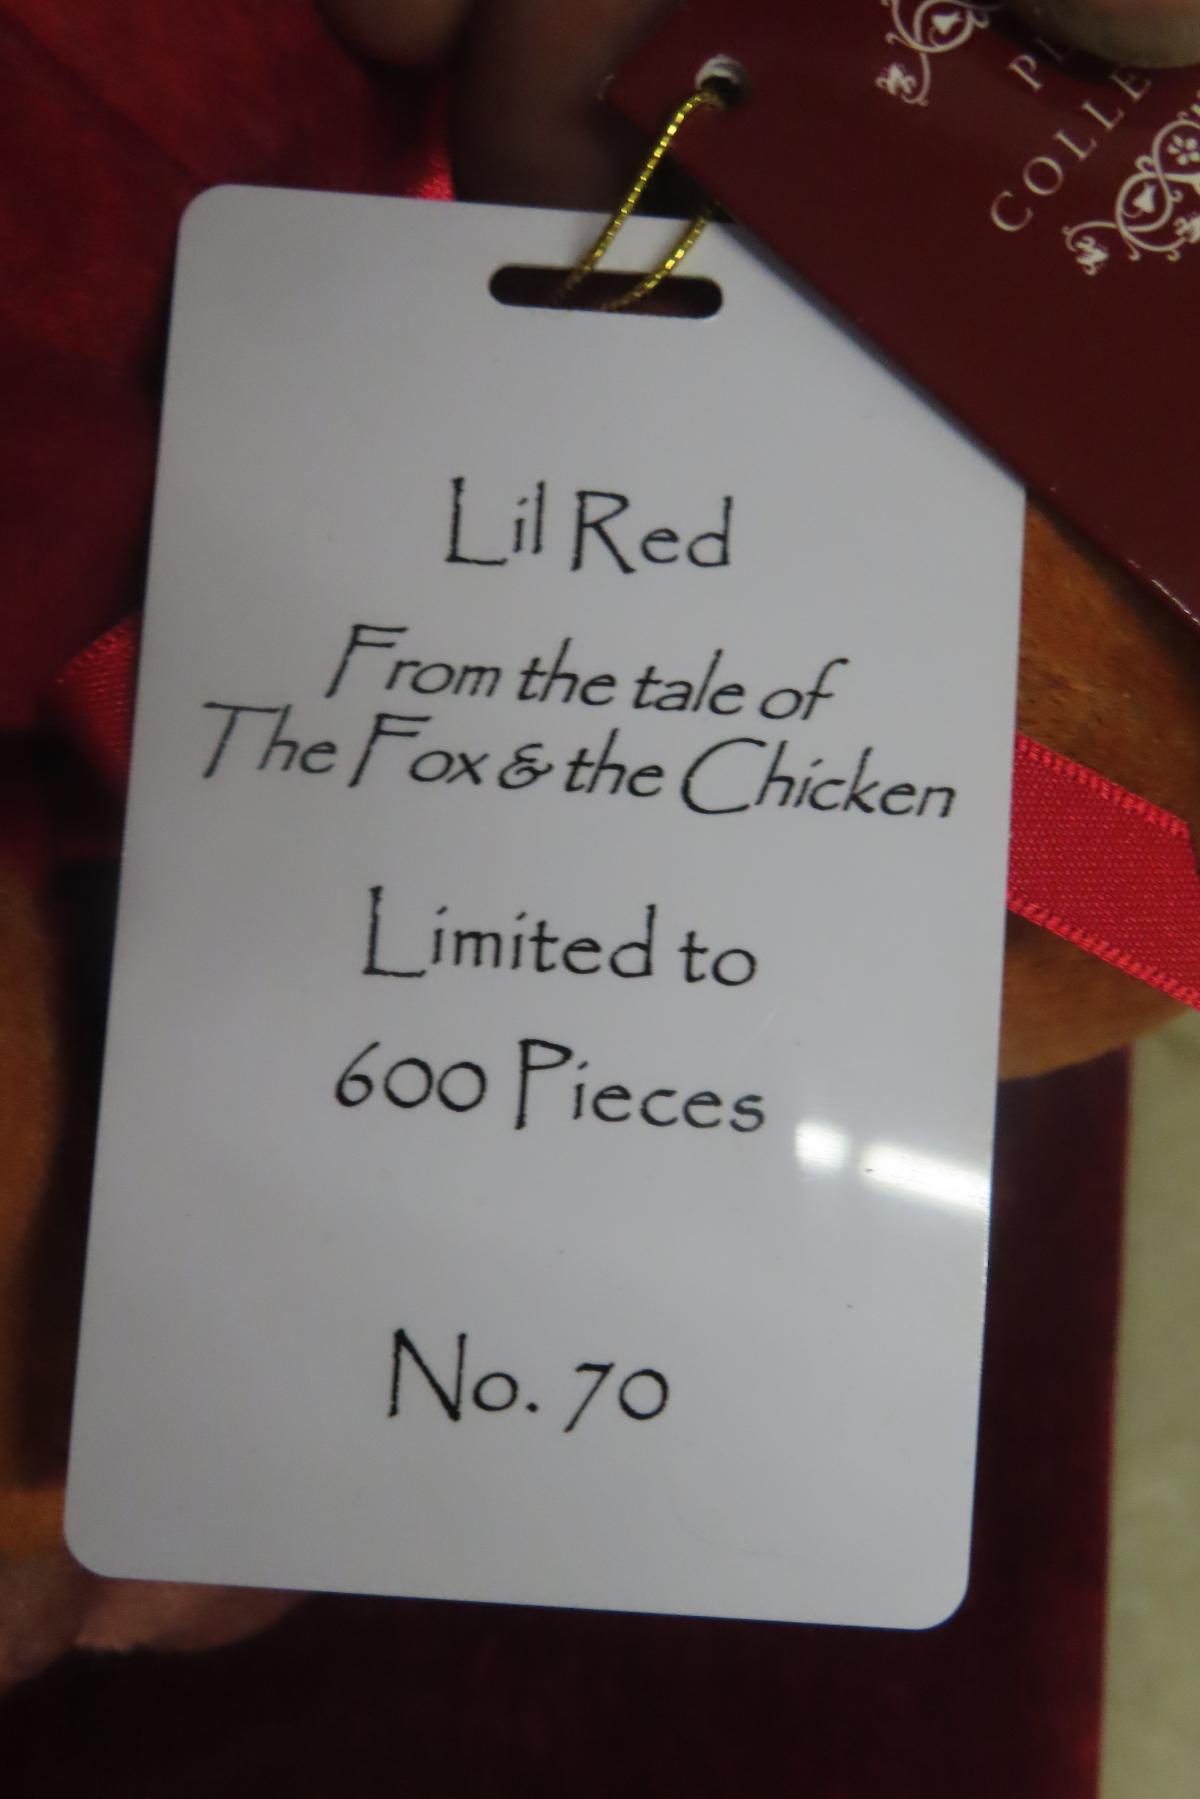 COLLE
Lil Red
From the tale of
The Fox & the Chicken
Limited to
600 Pieces
No. 70